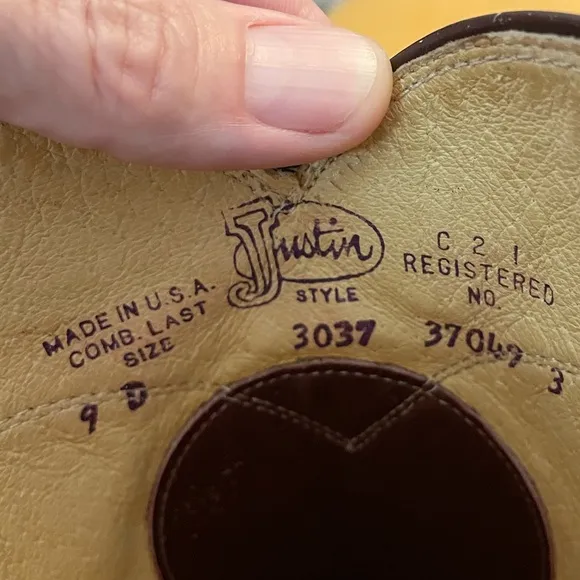 Justin
STYLE
3037
MADE IN U.S.A.
COMB. LAST
SIZE
9 D
C 2 1
REGISTERED
NO.
37049 3